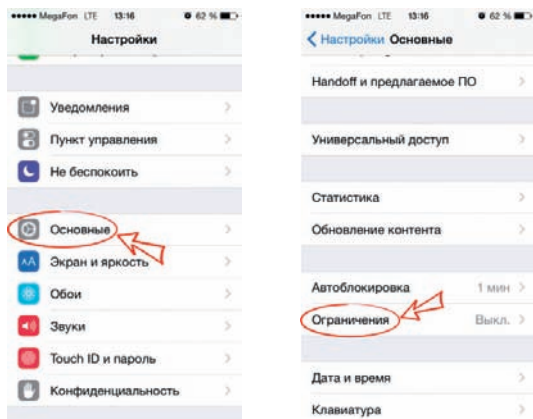 MegaFon LTE 13:16 62 %
Настройки
Уведомления
Пункт управления
Не беспокоить
Основные
AA Экран и яркость
Обои
Звуки
Touch ID и пароль
Конфиденциальность
MegaFon LTE 13:16 62 %
Настройки Основные
Handoff и предлагаемое ПО
Универсальный доступ
Статистика
Обновление контента
Автоблокировка 1 мин
Ограничения Выкл.
Дата и время
Клавиатура